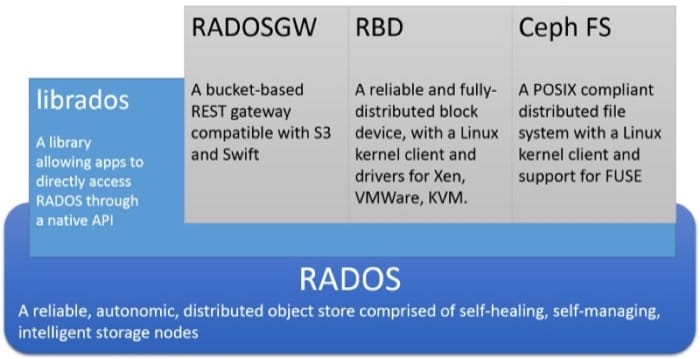 librados
A library
allowing apps to
directly access
RADOS through
a native API
RADOSGW
A bucket-based
REST gateway
compatible with S3
and Swift
RBD
A reliable and fully-
distributed block
device, with a Linux
kernel client and
drivers for Xen,
VMWare, KVM.
Ceph FS
A POSIX compliant
distributed file
system with a Linux
kernel client and
support for FUSE
RADOS
A reliable, autonomic, distributed object store comprised of self-healing, self-managing,
intelligent storage nodes